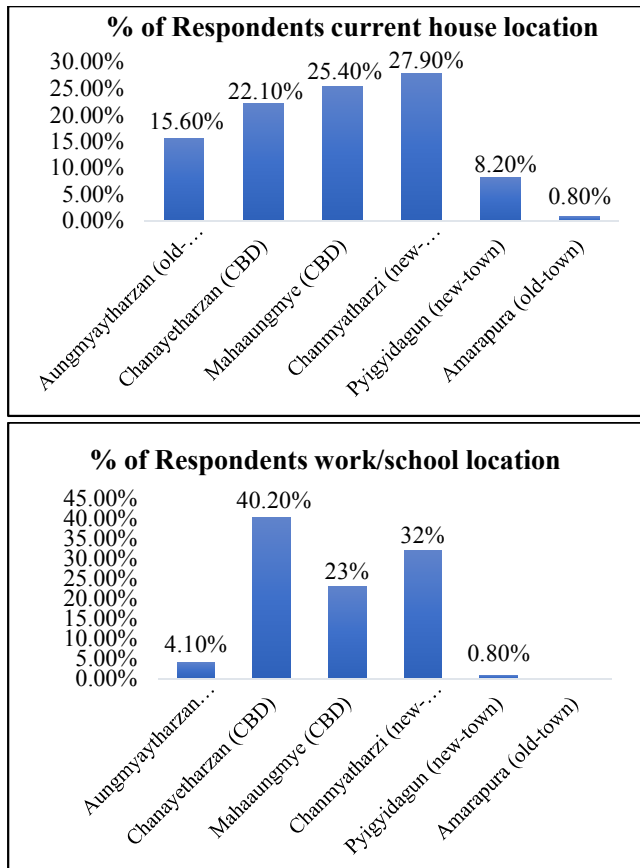 % of Respondents current house location
30.00%
25.00%
20.00%
15.00%
10.00%
5.00%
0.00%
15.60%
22.10%
25.40%
27.90%
8.20%
0.80%
Aungmyaytharzan (old-…
Chanayetharzan (CBD)
Mahaaungmye (CBD)
Chanmyatharzi (new-…
Pyigyidagun (new-town)
Amarapura (old-town)
% of Respondents work/school location
45.00%
40.00%
35.00%
30.00%
25.00%
20.00%
15.00%
10.00%
5.00%
0.00%
4.10%
40.20%
23%
32%
0.80%
Aungmyaytharzan…
Chanayetharzan (CBD)
Mahaaungmye (CBD)
Chanmyatharzi (new-…
Pyigyidagun (new-town)
Amarapura (old-town)